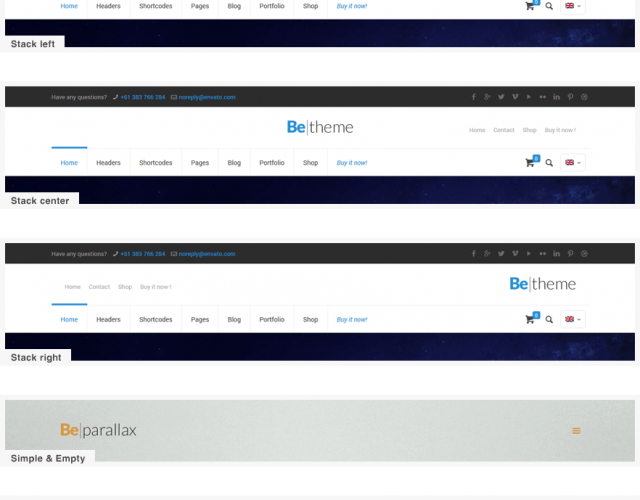 Home Headers Shortcodes Pages Blog Portfolio Shop Buy it now!
Stack left
Have any questions? +61 383 766 284 noreply@envato.com
Be|theme
Home Contact Shop Buy it now !
Home Headers Shortcodes Pages Blog Portfolio Shop Buy it now! 0
Stack center
Have any questions? +61 383 766 284 noreply@envato.com
Home Contact Shop Buy it now !
Be|theme
Home Headers Shortcodes Pages Blog Portfolio Shop Buy it now! 0
Stack right
Be|parallax
Simple & Empty